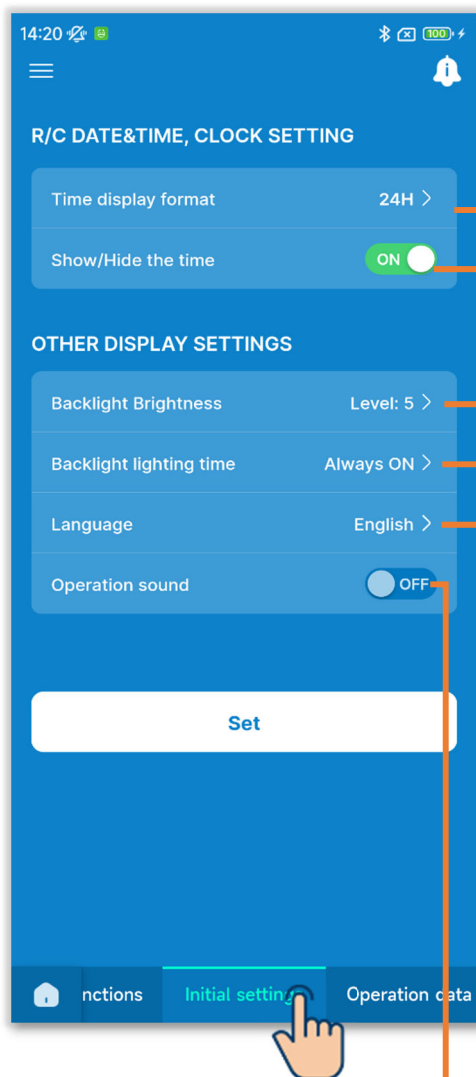 14:20 100
R/C DATE&TIME, CLOCK SETTING
Time display format 24H
Show/Hide the time ON
OTHER DISPLAY SETTINGS
Backlight Brightness Level: 5
Backlight lighting time Always ON
Language English
Operation sound OFF
Set
nctions Initial settings Operation data